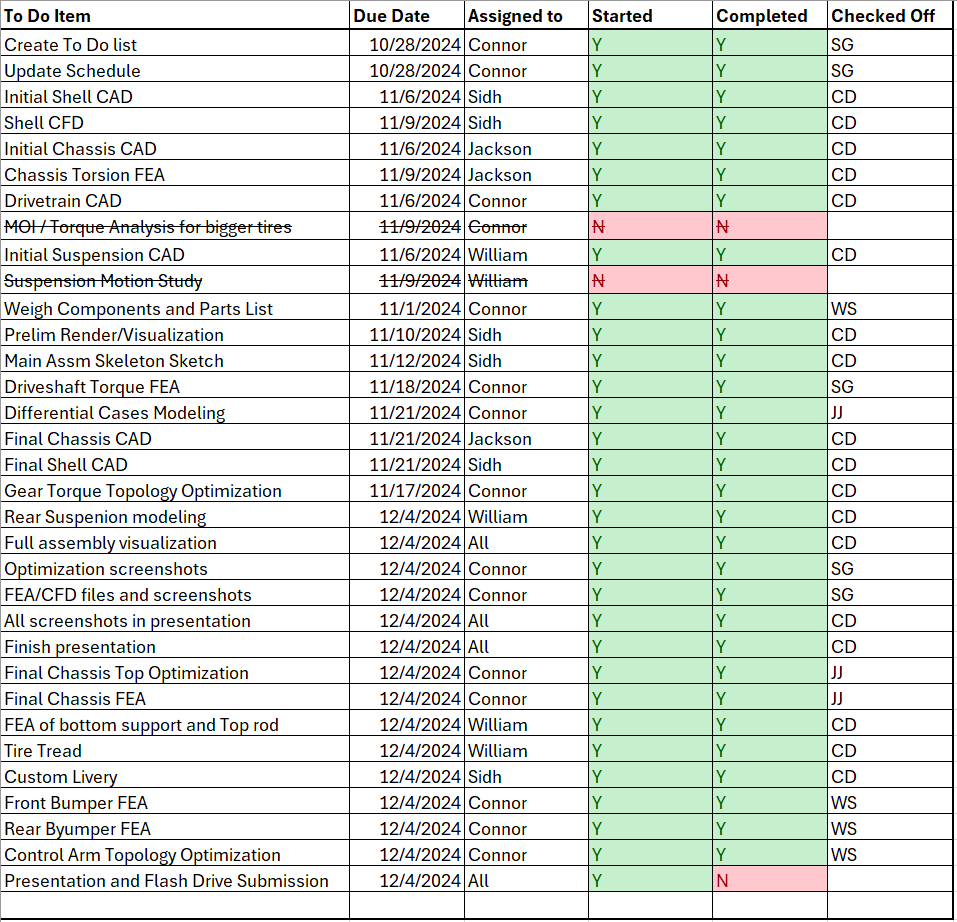 To Do Item Due Date Assigned to Started Completed Checked Off
Create To Do list 10/28/2024 Connor Y Y SG
Update Schedule 10/28/2024 Connor Y Y SG
Initial Shell CAD 11/6/2024 Sidh Y Y CD
Shell CFD 11/9/2024 Sidh Y Y CD
Initial Chassis CAD 11/6/2024 Jackson Y Y CD
Chassis Torsion FEA 11/9/2024 Jackson Y Y CD
Drivetrain CAD 11/6/2024 Connor Y Y CD
MOI / Torque Analysis for bigger tires 11/9/2024 Connor N N
Initial Suspension CAD 11/6/2024 William Y Y CD
Suspension Motion Study 11/9/2024 William N N
Weigh Components and Parts List 11/1/2024 Connor Y Y WS
Prelim Render/Visualization 11/10/2024 Sidh Y Y CD
Main Assm Skeleton Sketch 11/12/2024 Sidh Y Y CD
Driveshaft Torque FEA 11/18/2024 Connor Y Y SG
Differential Cases Modeling 11/21/2024 Connor Y Y JJ
Final Chassis CAD 11/21/2024 Jackson Y Y CD
Final Shell CAD 11/21/2024 Sidh Y Y CD
Gear Torque Topology Optimization 11/17/2024 Connor Y Y CD
Rear Suspenion modeling 12/4/2024 William Y Y CD
Full assembly visualization 12/4/2024 All Y Y CD
Optimization screenshots 12/4/2024 Connor Y Y SG
FEA/CFD files and screenshots 12/4/2024 Connor Y Y SG
All screenshots in presentation 12/4/2024 All Y Y CD
Finish presentation 12/4/2024 All Y Y CD
Final Chassis Top Optimization 12/4/2024 Connor Y Y JJ
Final Chassis FEA 12/4/2024 Connor Y Y JJ
FEA of bottom support and Top rod 12/4/2024 William Y Y CD
Tire Tread 12/4/2024 William Y Y CD
Custom Livery 12/4/2024 Sidh Y Y CD
Front Bumper FEA 12/4/2024 Connor Y Y WS
Rear Byumper FEA 12/4/2024 Connor Y Y WS
Control Arm Topology Optimization 12/4/2024 Connor Y Y WS
Presentation and Flash Drive Submission 12/4/2024 All Y N